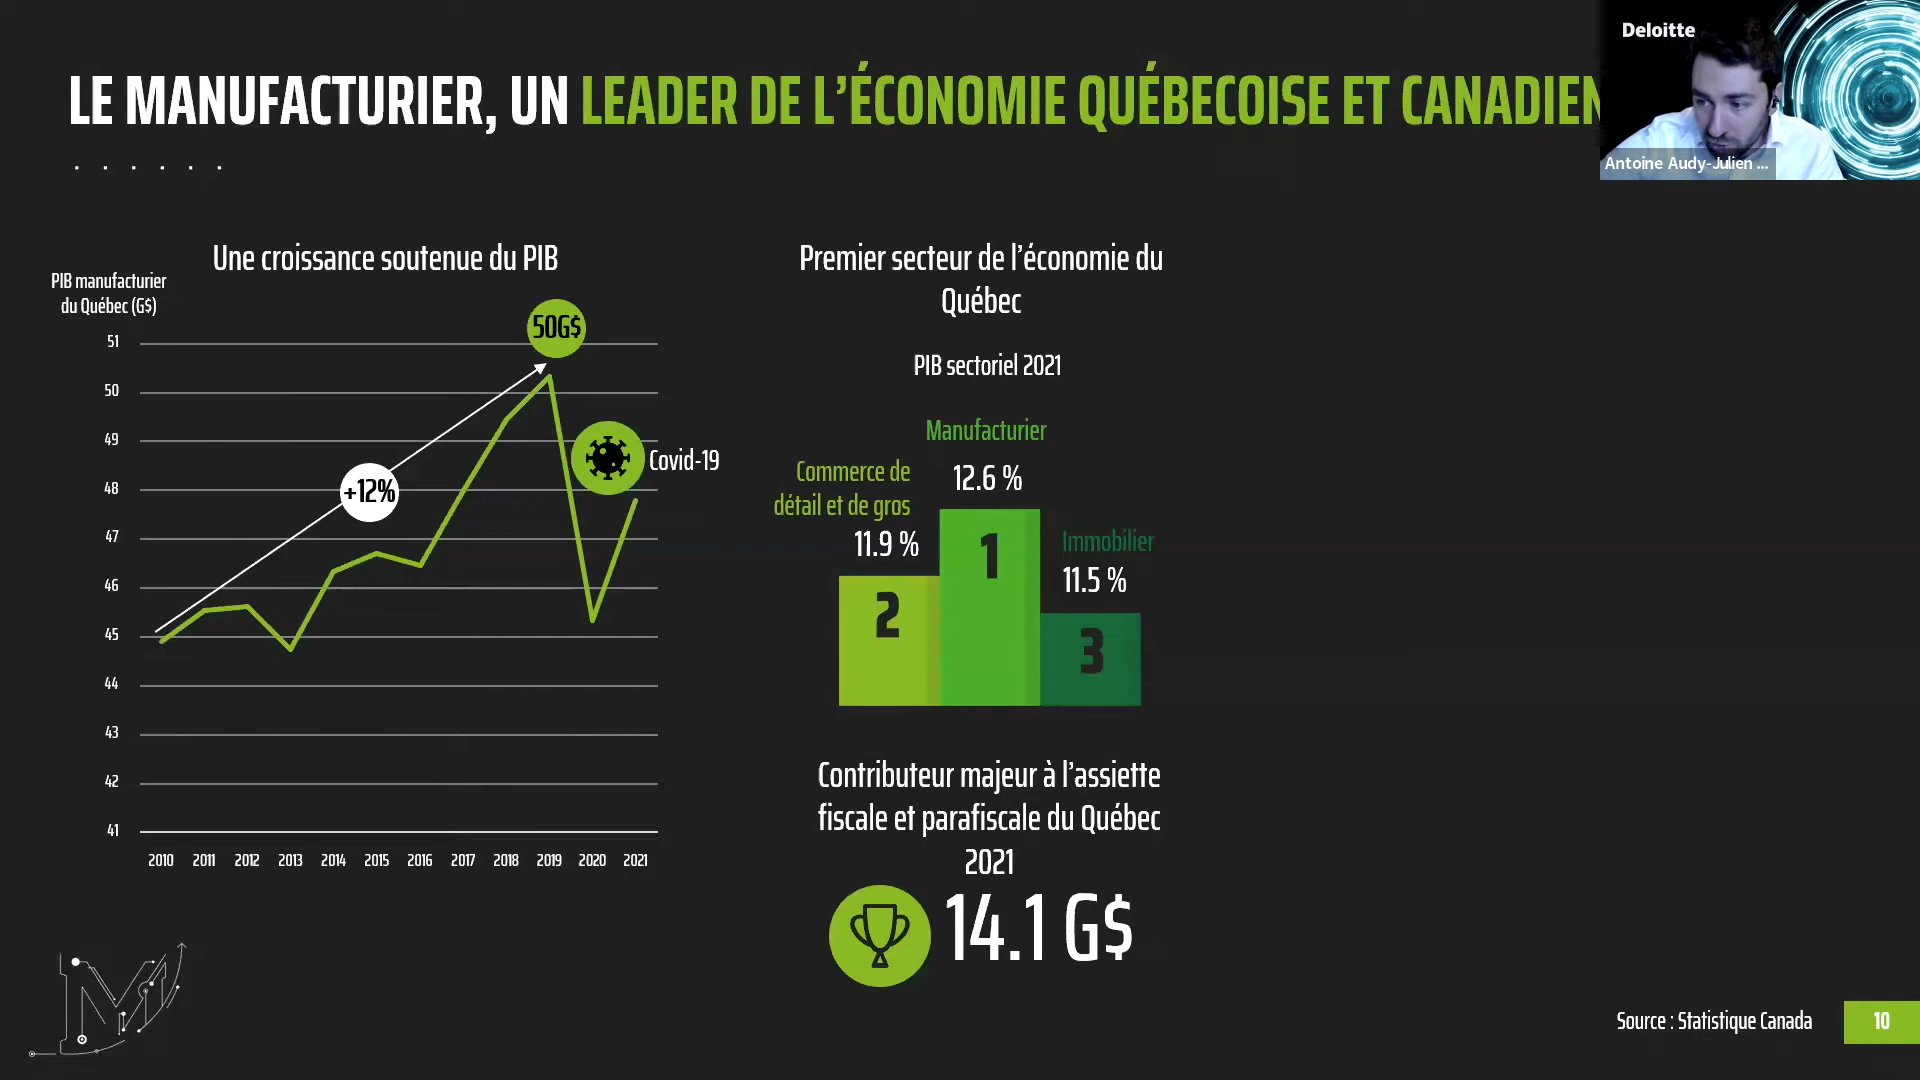 Deloitte
LE MANUFACTURIER, UN LEADER DE L’ÉCONOMIE QUÉBECOISE ET CANADIEN
Antoine Audy-Julien ...
Une croissance soutenue du PIB
PIB manufacturier
du Québec (G$)
50G$
51
50
49
48
47
46
45
44
43
42
41
+12%
Covid-19
2010 2011 2012 2013 2014 2015 2016 2017 2018 2019 2020 2021
Premier secteur de l’économie du
Québec
PIB sectoriel 2021
Manufacturier
12.6 %
Commerce de
détail et de gros
11.9 %
Immobilier
11.5 %
1
2
3
Contributeur majeur à l’assiette
fiscale et parafiscale du Québec
2021
14.1 G$
M
Source : Statistique Canada
10